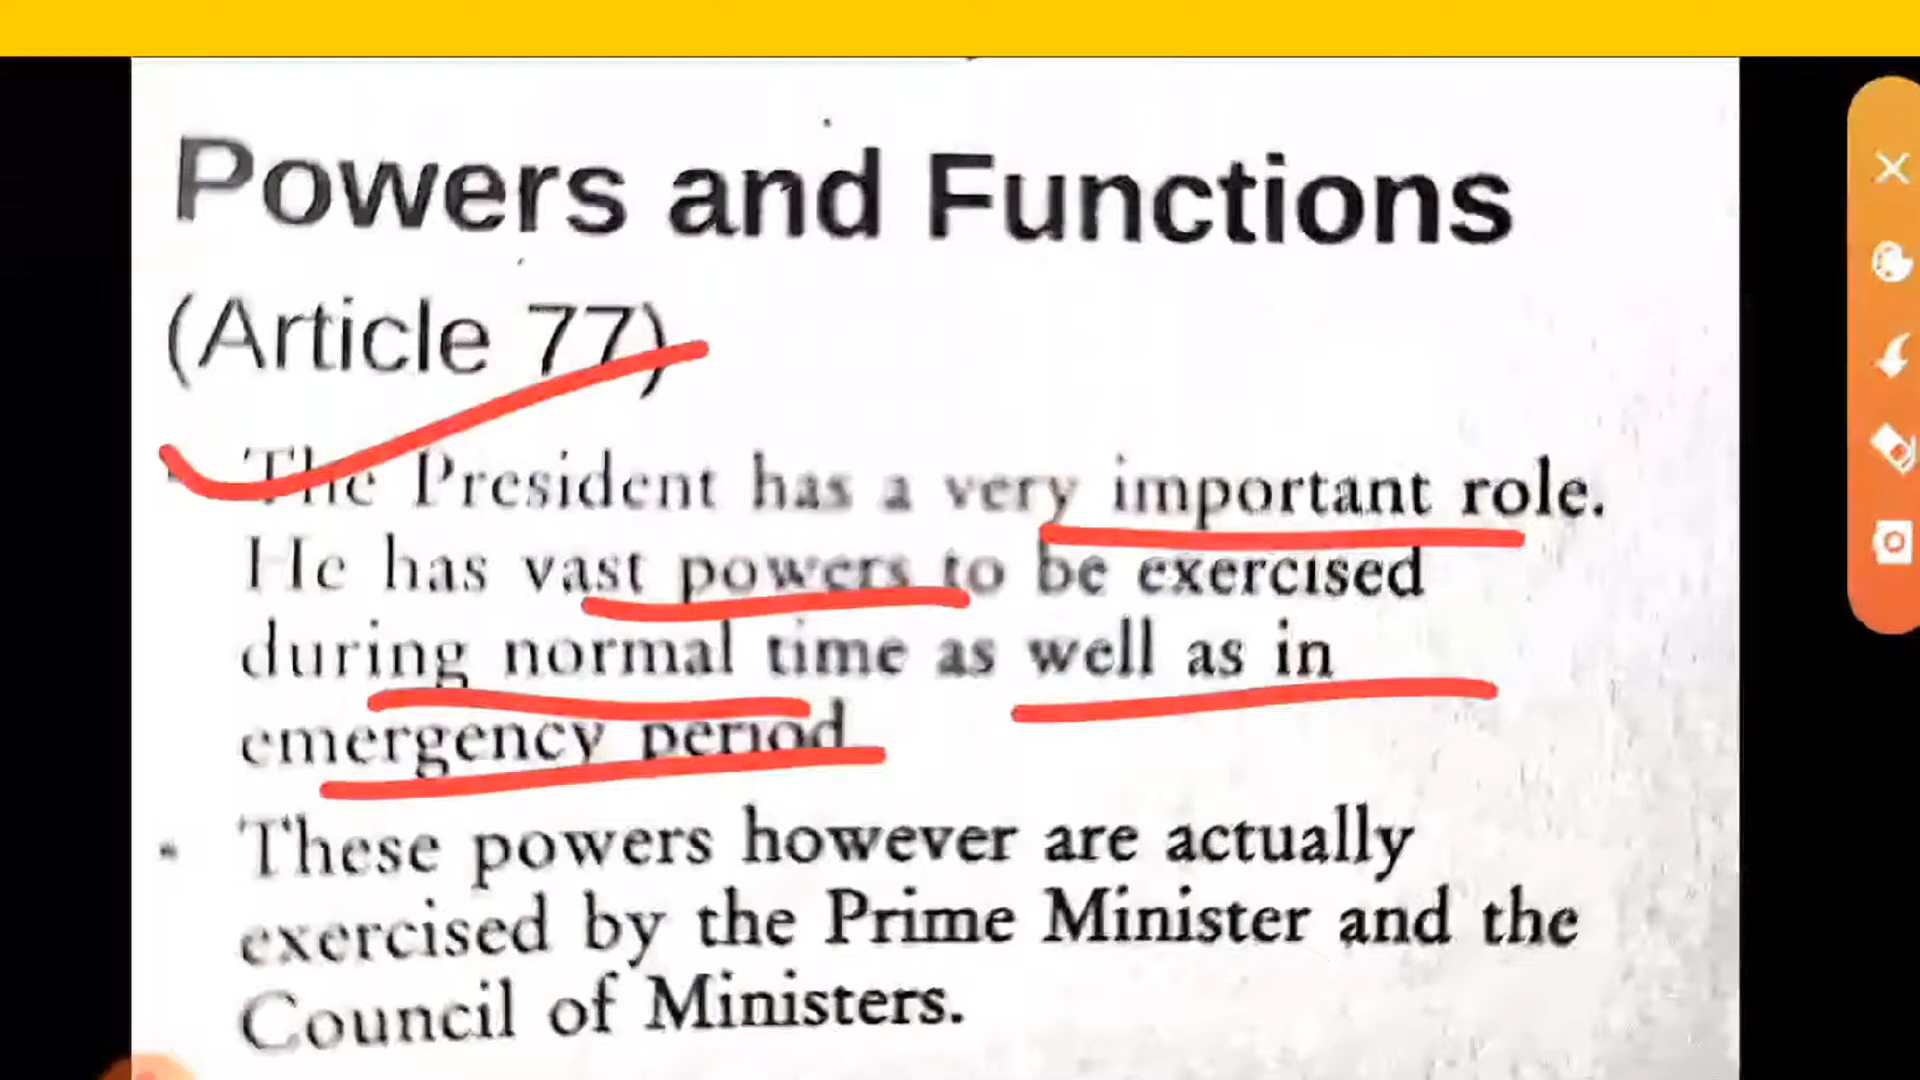 Powers and Functions
(Article 77)
The President has a very important role.
He has vast powers to be exercised
during normal time as well as in
emergency period
These powers however are actually
exercised by the Prime Minister and the
Council of Ministers.